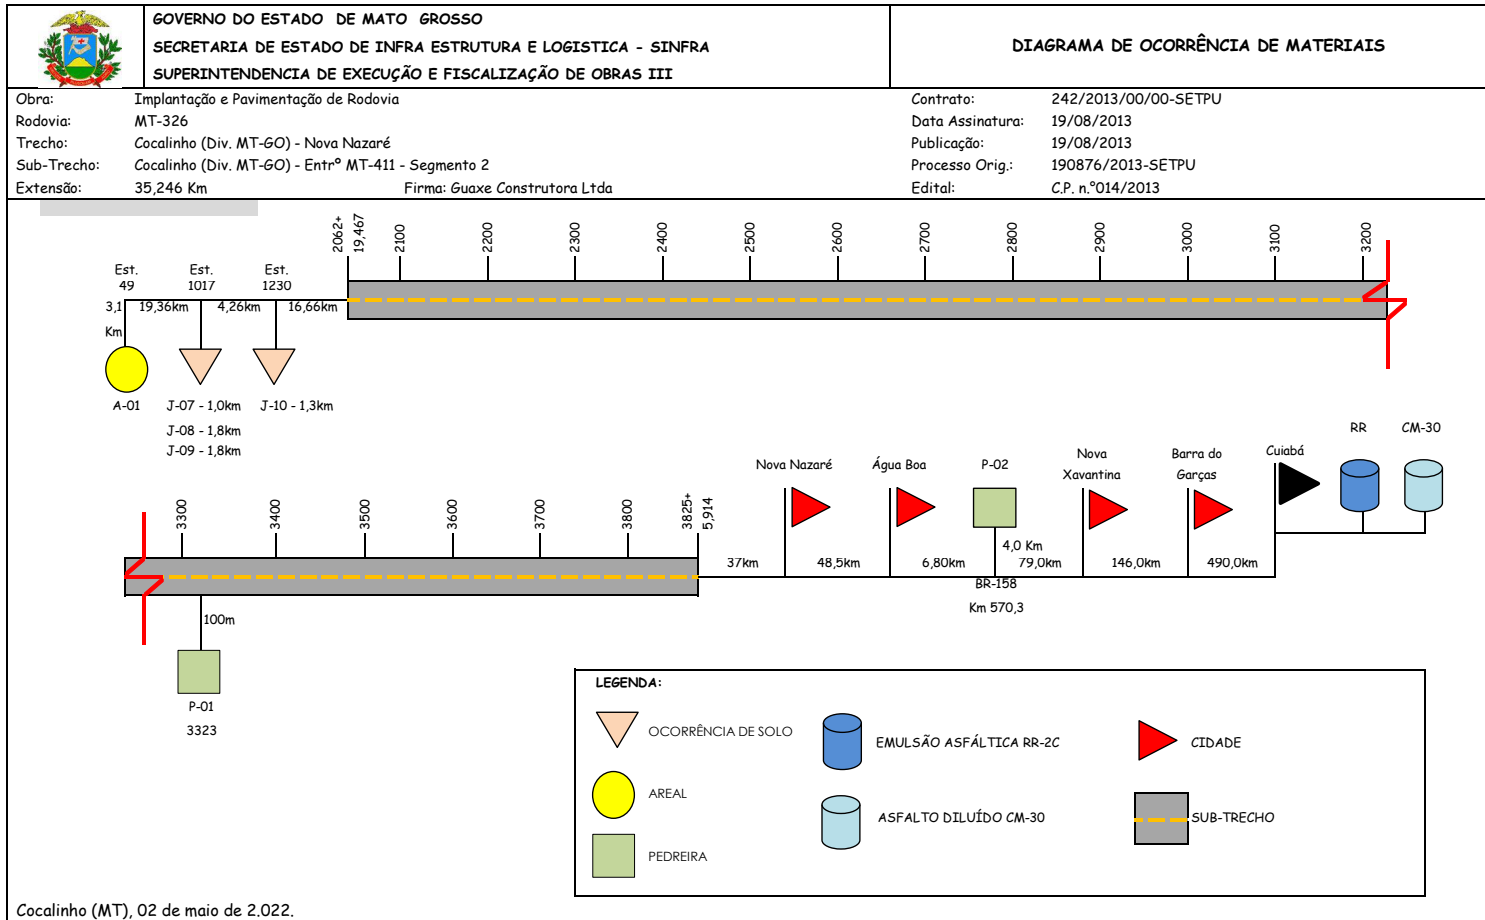 GOVERNO DO ESTADO DE MATO GROSSO
SECRETARIA DE ESTADO DE INFRA ESTRUTURA E LOGISTICA - SINFRA
SUPERINTENDENCIA DE EXECUÇÃO E FISCALIZAÇÃO DE OBRAS III
DIAGRAMA DE OCORRÊNCIA DE MATERIAIS
Obra: Implantação e Pavimentação de Rodovia
Rodovia: MT-326
Trecho: Cocalinho (Div. MT-GO) - Nova Nazaré
Sub-Trecho: Cocalinho (Div. MT-GO) - Entrº MT-411 - Segmento 2
Extensão: 35,246 Km Firma: Guaxe Construtora Ltda
Contrato: 242/2013/00/00-SETPU
Data Assinatura: 19/08/2013
Publicação: 19/08/2013
Processo Orig.: 190876/2013-SETPU
Edital: C.P. n.º014/2013
2062+
19,467
2100
2200
2300
2400
2500
2600
2700
2800
2900
3000
3100
3200
Est.
49
Est.
1017
Est.
1230
3,1
Km
19,36km
4,26km
16,66km
A-01
J-07 - 1,0km
J-08 - 1,8km
J-09 - 1,8km
J-10 - 1,3km
3300
3400
3500
3600
3700
3800
3825+
5,914
Nova Nazaré
Água Boa
P-02
Nova
Xavantina
Barra do
Garças
Cuiabá
RR
CM-30
37km
48,5km
6,80km
4,0 Km
79,0km
146,0km
490,0km
BR-158
Km 570,3
100m
P-01
3323
LEGENDA:
OCORRÊNCIA DE SOLO
EMULSÃO ASFÁLTICA RR-2C
CIDADE
AREAL
ASFALTO DILUÍDO CM-30
SUB-TRECHO
PEDREIRA
Cocalinho (MT), 02 de maio de 2.022.